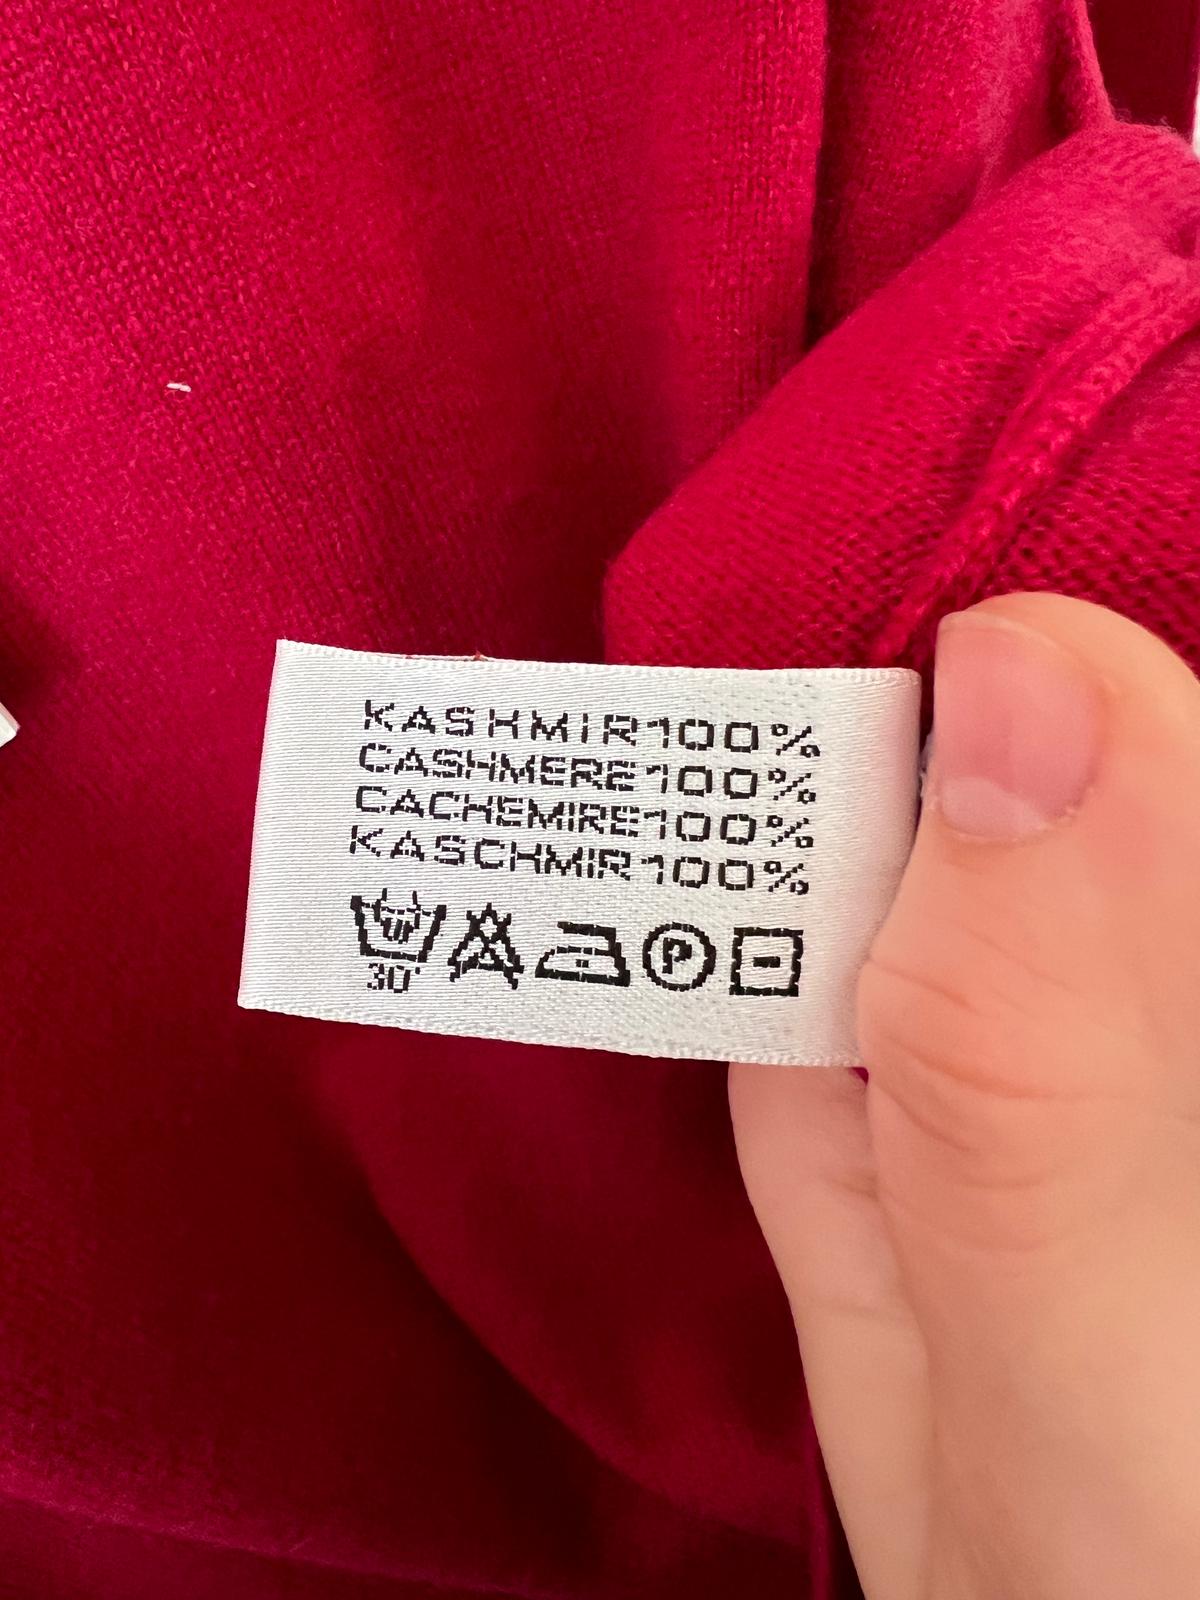 KASHMIR100%
CASHMERE100%
CACHEMIRE100%
KASCHMIR100%
30°
P